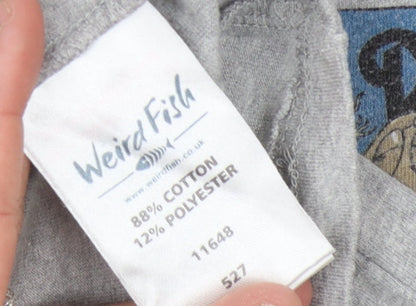 Weird Fish
www.weirdfish.co.uk
88% COTTON
12% POLYESTER
11648
527